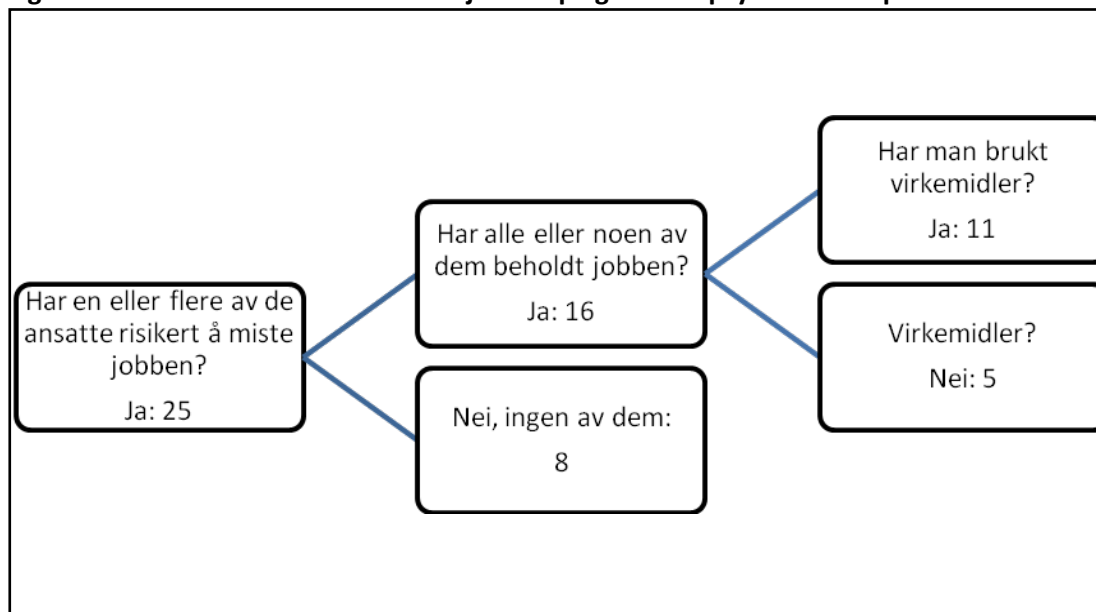 Har en eller flere av de
ansatte risikert å miste
jobben?
Ja: 25
Har alle eller noen av
dem beholdt jobben?
Ja: 16
Nei, ingen av dem:
8
Har man brukt
virkemidler?
Ja: 11
Virkemidler?
Nei: 5